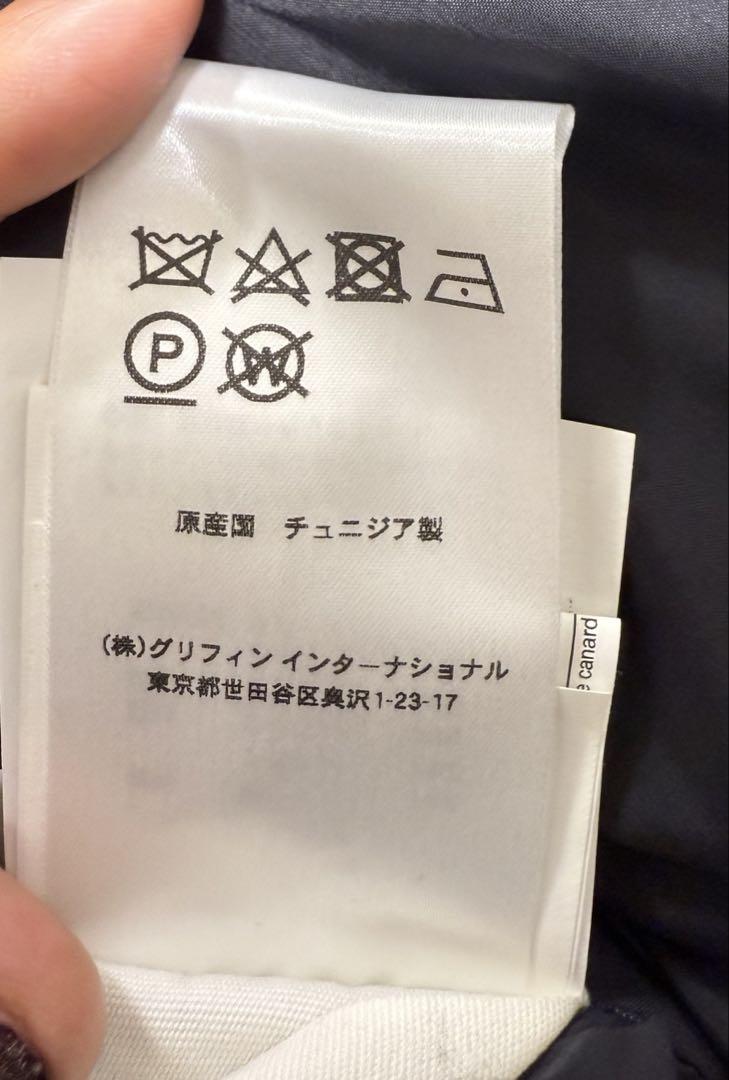 P W
原産国 チュニジア製
(株)グリフィン インターナショナル
東京都世田谷区奥沢1-23-17
canard